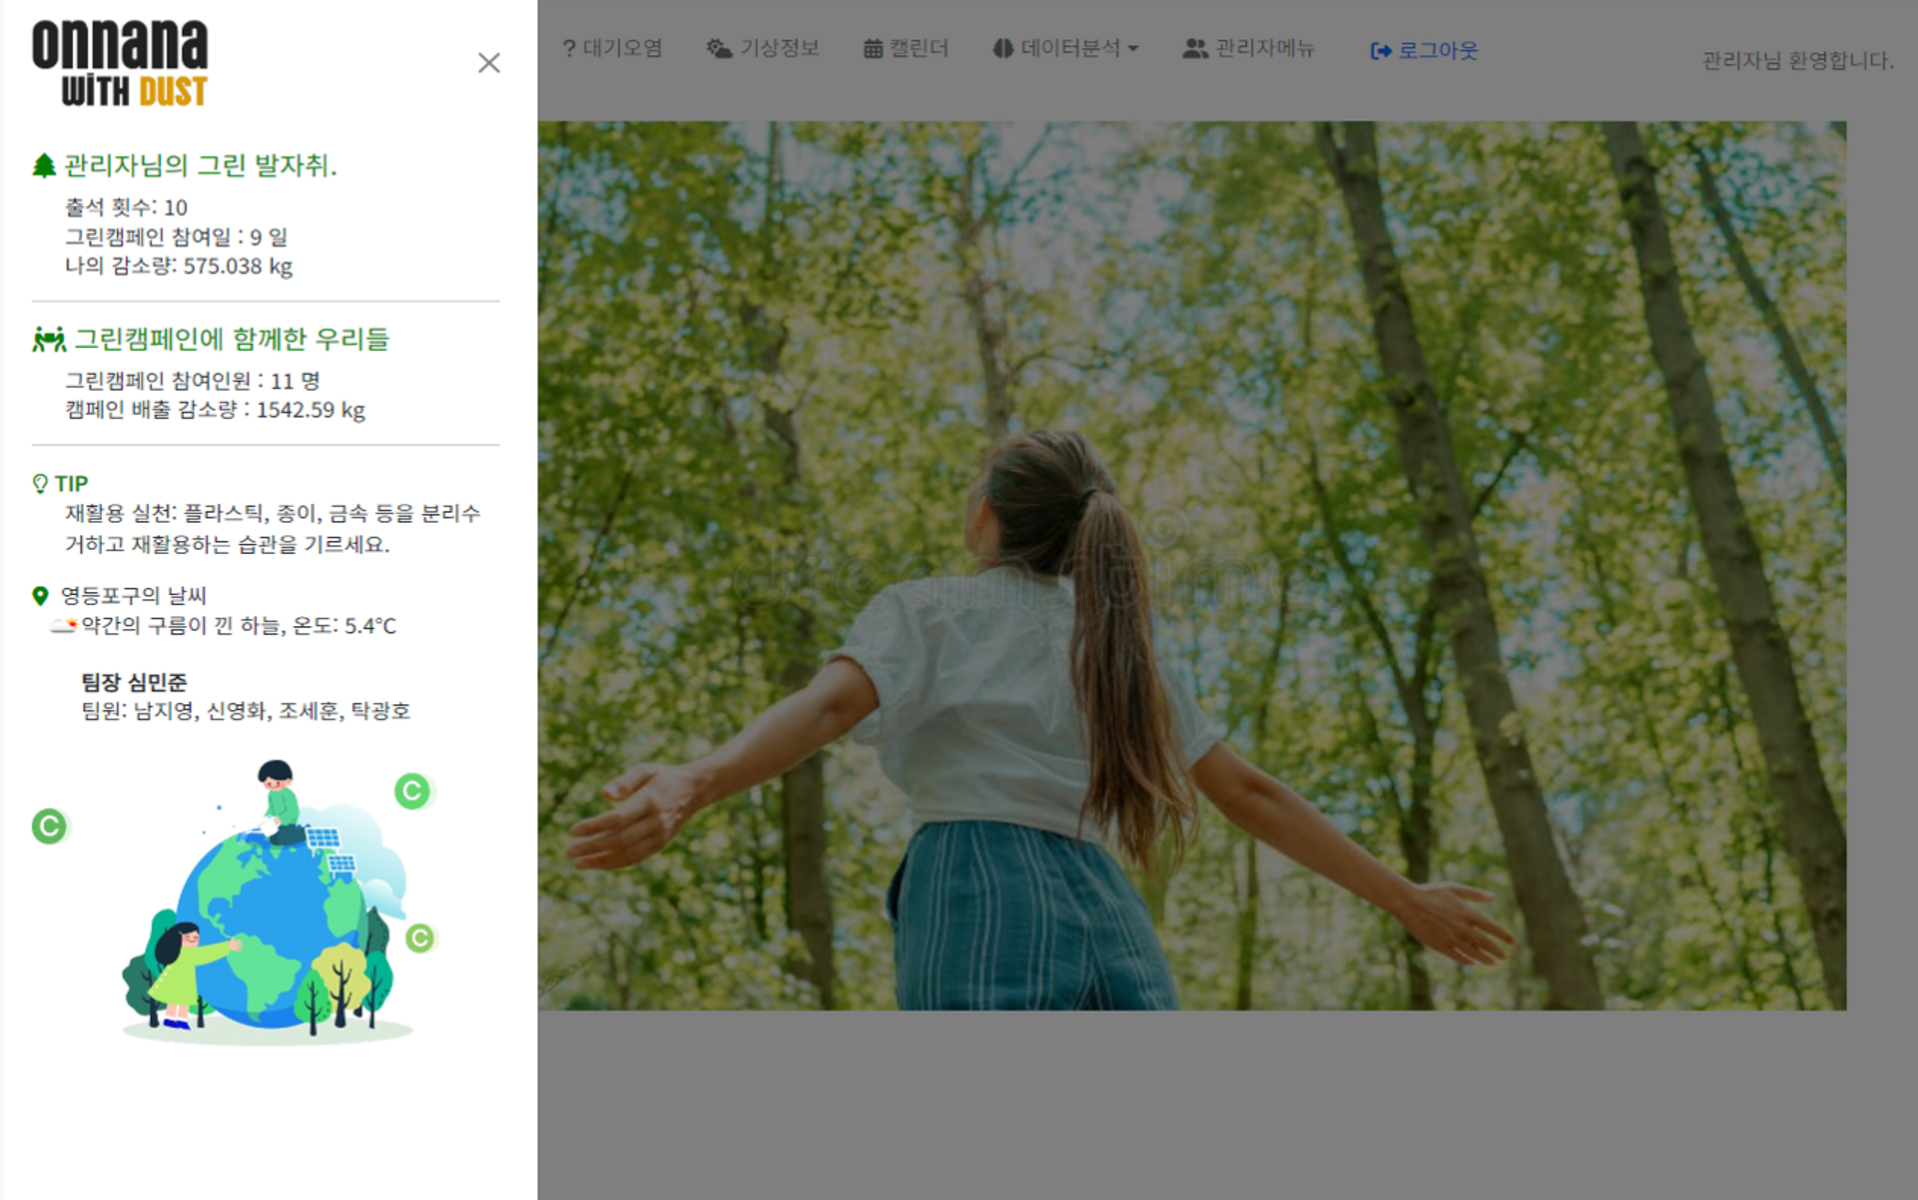 onnana
WITH DUST
? 대기오염
기상정보
캘린더
데이터분석
관리자메뉴
로그아웃
관리자님 환영합니다.
관리자님의 그린 발자취.
출석 횟수: 10
그린캠페인 참여일 : 9 일
나의 감소량: 575.038 kg
그린캠페인에 함께한 우리들
그린캠페인 참여인원 : 11 명
캠페인 배출 감소량 : 1542.59 kg
TIP
재활용 실천: 플라스틱, 종이, 금속 등을 분리수
거하고 재활용하는 습관을 기르세요.
영등포구의 날씨
약간의 구름이 낀 하늘, 온도: 5.4°C
팀장 심민준
팀원: 남지영, 신영화, 조세훈, 탁광호
C
C
C
dreamstime